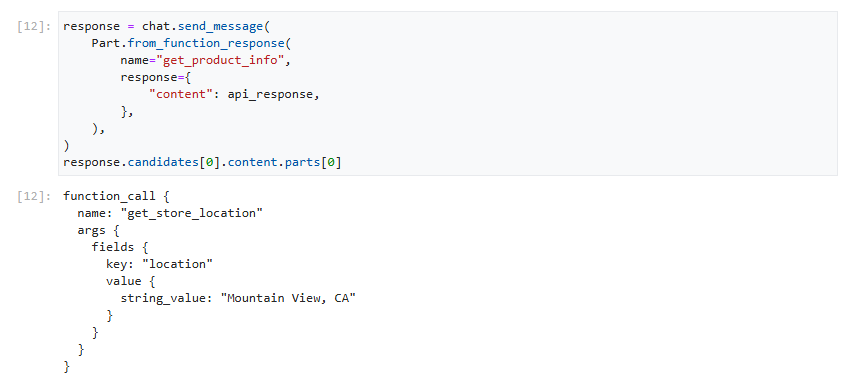 [12]: response = chat.send_message(
    Part.from_function_response(
        name="get_product_info",
        response={
            "content": api_response,
        },
    ),
)
response.candidates[0].content.parts[0]
[12]: function_call {
  name: "get_store_location"
  args {
    fields {
      key: "location"
      value {
        string_value: "Mountain View, CA"
      }
    }
  }
}